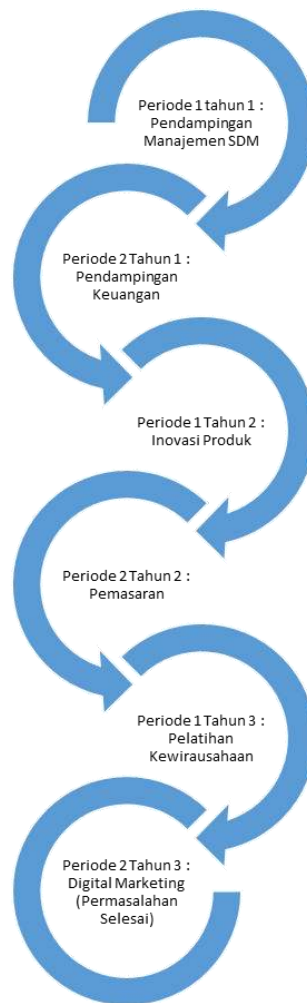 Periode 1 tahun 1 :
Pendampingan
Manajemen SDM
Periode 2 Tahun 1 :
Pendampingan
Keuangan
Periode 1 Tahun 2 :
Inovasi Produk
Periode 2 Tahun 2 :
Pemasaran
Periode 1 Tahun 3 :
Pelatihan
Kewirausahaan
Periode 2 Tahun 3 :
Digital Marketing
(Permasalahan
Selesai)